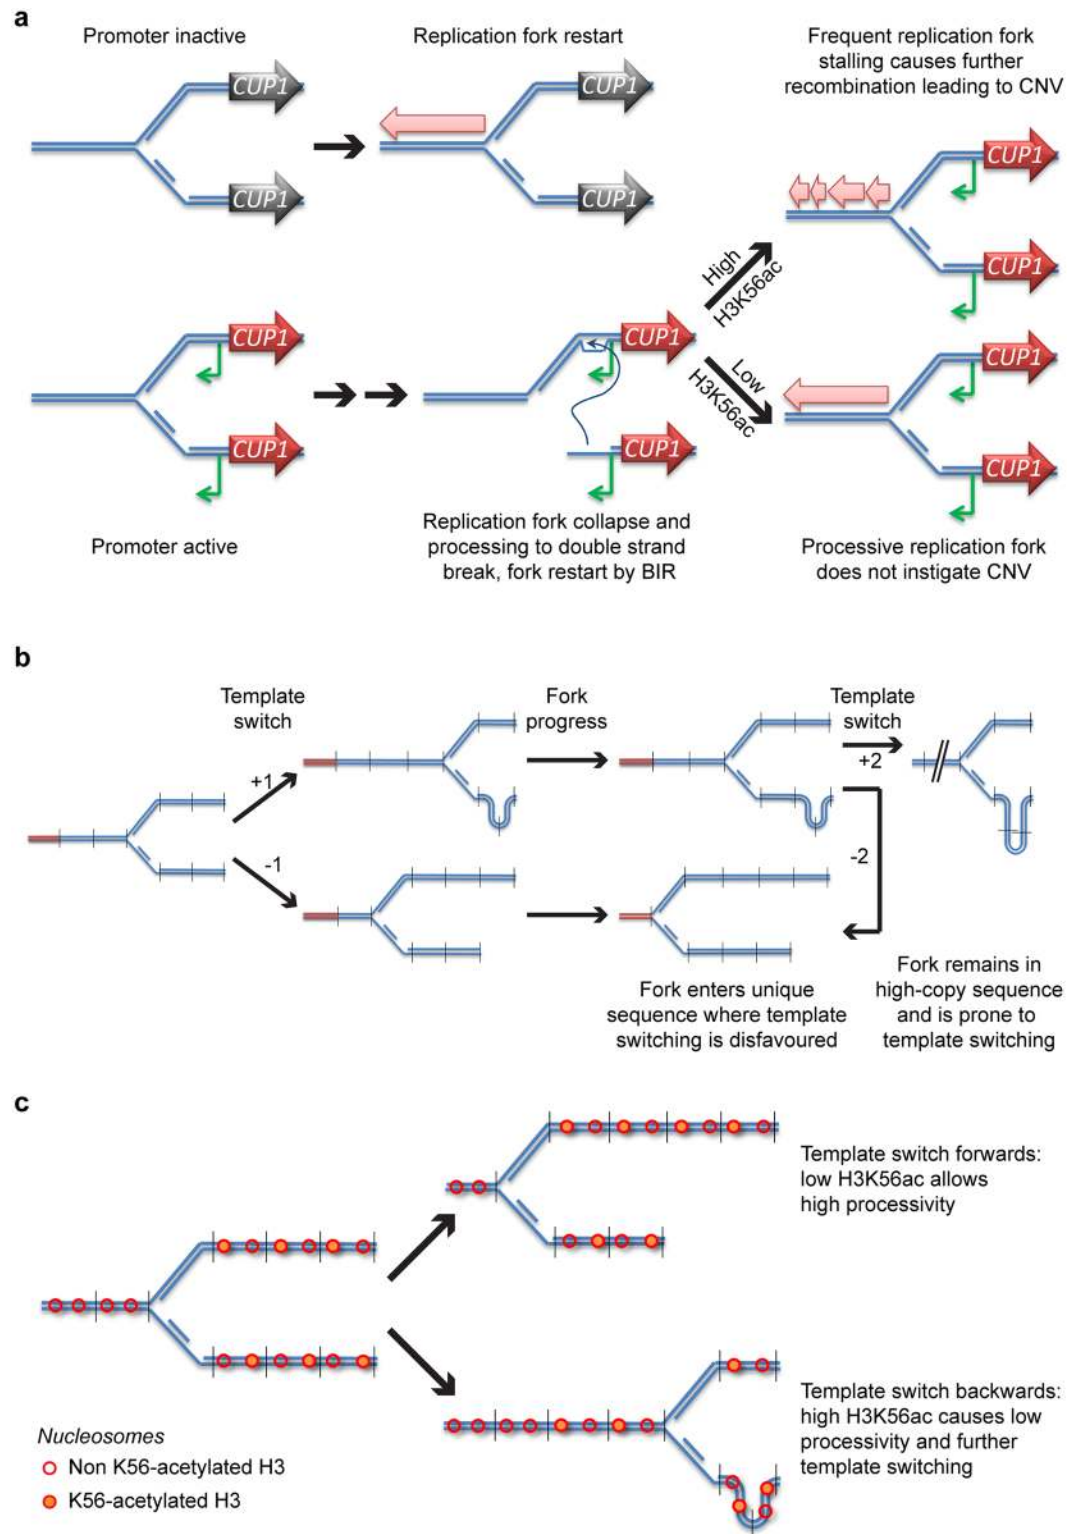 a
Promoter inactive
Replication fork restart
Frequent replication fork
stalling causes further
recombination leading to CNV
CUP1
CUP1
CUP1
CUP1
CUP1
CUP1
High
H3K56ac
CUP1
CUP1
CUP1
CUP1
Low
H3K56ac
CUP1
CUP1
Promoter active
Replication fork collapse and
processing to double strand
break, fork restart by BIR
Processive replication fork
does not instigate CNV
b
Template
switch
Fork
progress
Template
switch
+1
+2
-1
-2
Fork enters unique
sequence where template
switching is disfavoured
Fork remains in
high-copy sequence
and is prone to
template switching
c
Template switch forwards:
low H3K56ac allows
high processivity
Template switch backwards:
high H3K56ac causes low
processivity and further
template switching
Nucleosomes
Non K56-acetylated H3
K56-acetylated H3